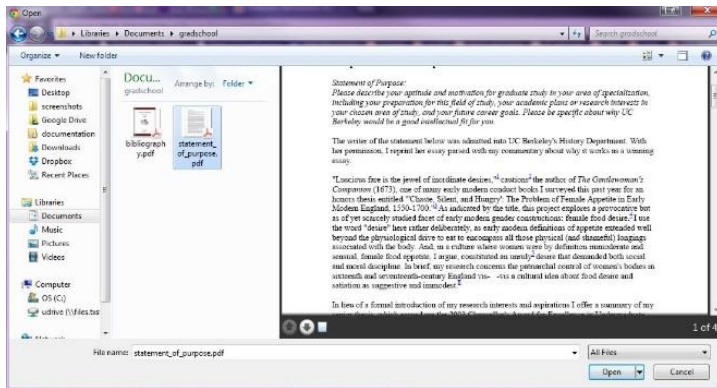 Open
Libraries ▸ Documents ▸ gradschool
Search gradschool
Organize
New folder
Favorites
Desktop
screenshots
Google Drive
documentation
Downloads
Dropbox
Recent Places
Libraries
Documents
Music
Pictures
Videos
Computer
OS (C:)
udrive (\\files.txs
Docu...
gradschool
Arrange by: Folder
bibliograph
y.pdf
statement_
of_purpose.
pdf
Statement of Purpose:
Please describe your aptitude and motivation for graduate study in your area of specialization,
including your preparation for this field of study, your academic plans or research interests in
your chosen area of study, and your future career goals. Please be specific about why UC
Berkeley would be a good intellectual fit for you.
The writer of the statement below was admitted into UC Berkeley's History Department. With
her permission, I reprint her essay parsed with my commentary about why it works as a winning
essay.
"Luscious fare is the jewel of inordinate desires," cautions the author of The Gentlewoman's
Companion (1673), one of many early modern conduct books I surveyed this past year for an
honors thesis entitled "'Chaste, Silent, and Hungry': The Problem of Female Appetite in Early
Modern England, 1550-1700." As indicated by the title, this project explores a provocative but
as of yet scarcely studied facet of early modern gender constructions: female food desire. I use
the word "desire" here rather deliberately, as early modern definitions of appetite extended well
beyond the physiological drive to eat to encompass all those physical (and shameful) longings
associated with the body. And, in a culture where women were by definition immoderate and
sensual, female food appetite, I argue, constituted an unruly desire that demanded both social
and moral discipline. In brief, my research concerns the patriarchal control of women's bodies in
sixteenth and seventeenth-century England vis- -vis a cultural idea about food desire and
satiation as suggestive and immodest.
In lieu of a formal introduction of my research interests and aspirations I offer a summary of my
1 of 4
File name: statement_of_purpose.pdf
All Files
Open
Cancel